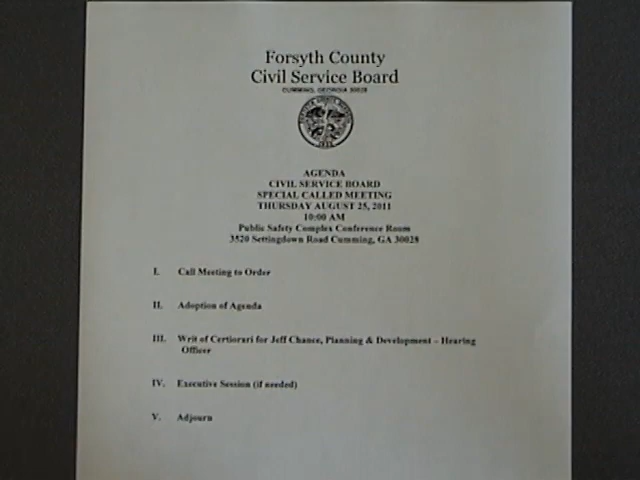 Forsyth County
Civil Service Board
CUMMING, GEORGIA 30028
AGENDA
CIVIL SERVICE BOARD
SPECIAL CALLED MEETING
THURSDAY AUGUST 25, 2011
10:00 AM
Public Safety Complex Conference Room
3520 Settingdown Road Cumming, GA 30028
I. Call Meeting to Order
II. Adoption of Agenda
III. Writ of Certiorari for Jeff Chance, Planning & Development – Hearing
Officer
IV. Executive Session (if needed)
V. Adjourn